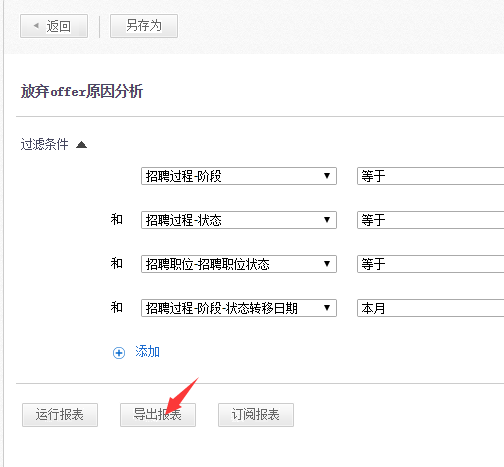 返回 另存为
放弃offer原因分析
过滤条件
招聘过程-阶段 等于
和 招聘过程-状态 等于
和 招聘职位-招聘职位状态 等于
和 招聘过程-阶段-状态转移日期 本月
添加
运行报表 导出报表 订阅报表